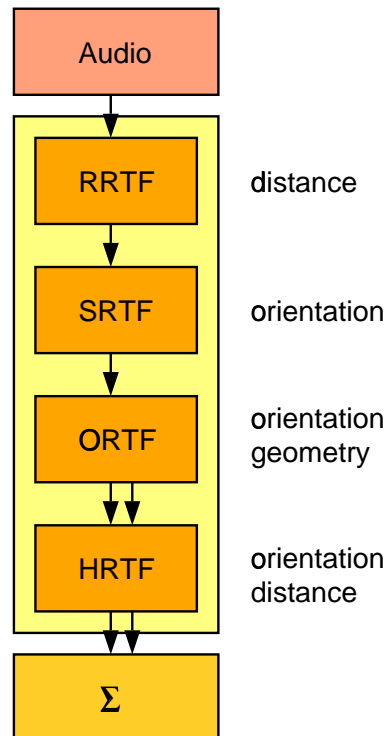 Audio
RRTF
distance
SRTF
orientation
ORTF
orientation
geometry
HRTF
orientation
distance
Σ